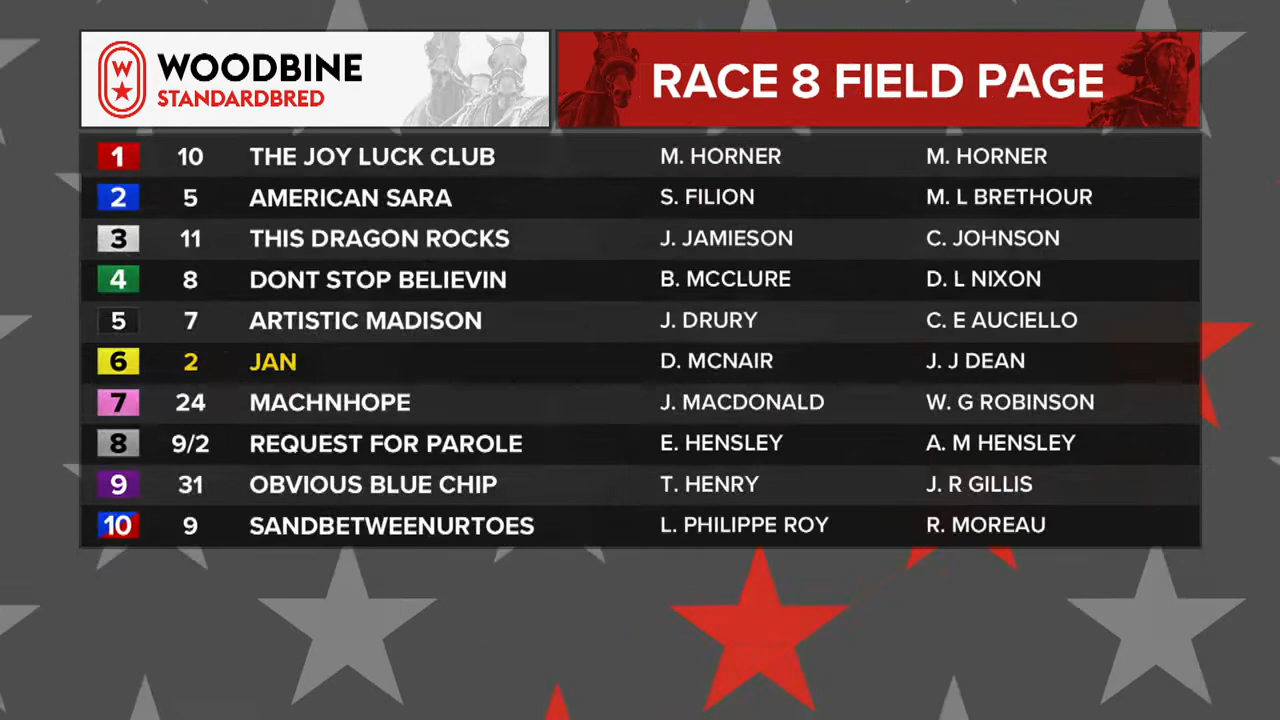 WOODBINE
STANDARDBRED
W
RACE 8 FIELD PAGE
1 10 THE JOY LUCK CLUB M. HORNER M. HORNER
2 5 AMERICAN SARA S. FILION M. L BRETHOUR
3 11 THIS DRAGON ROCKS J. JAMIESON C. JOHNSON
4 8 DONT STOP BELIEVIN B. MCCLURE D. L NIXON
5 7 ARTISTIC MADISON J. DRURY C. E AUCIELLO
6 2 JAN D. MCNAIR J. J DEAN
7 24 MACHNHOPE J. MACDONALD W. G ROBINSON
8 9/2 REQUEST FOR PAROLE E. HENSLEY A. M HENSLEY
9 31 OBVIOUS BLUE CHIP T. HENRY J. R GILLIS
10 9 SANDBETWEENURTOES L. PHILIPPE ROY R. MOREAU